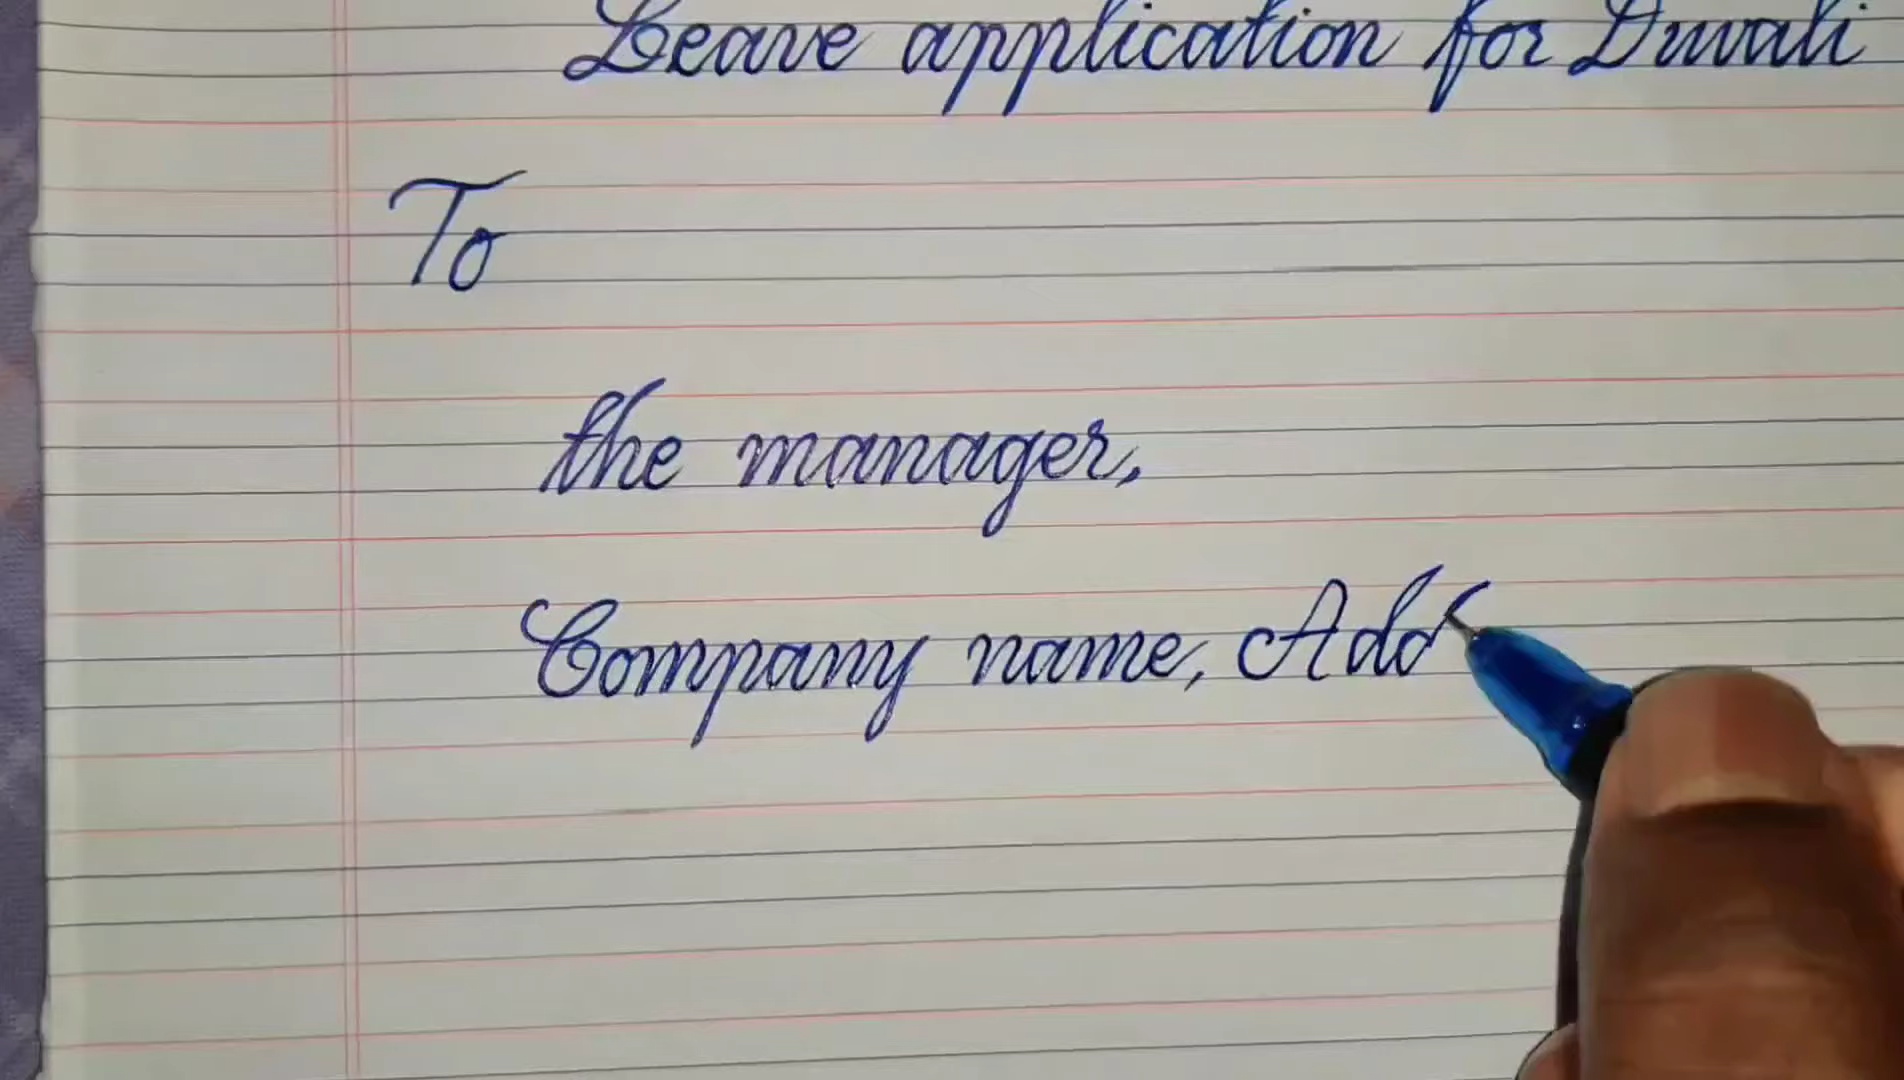 Leave application for Diwali
To
the manager,
Company name, Add